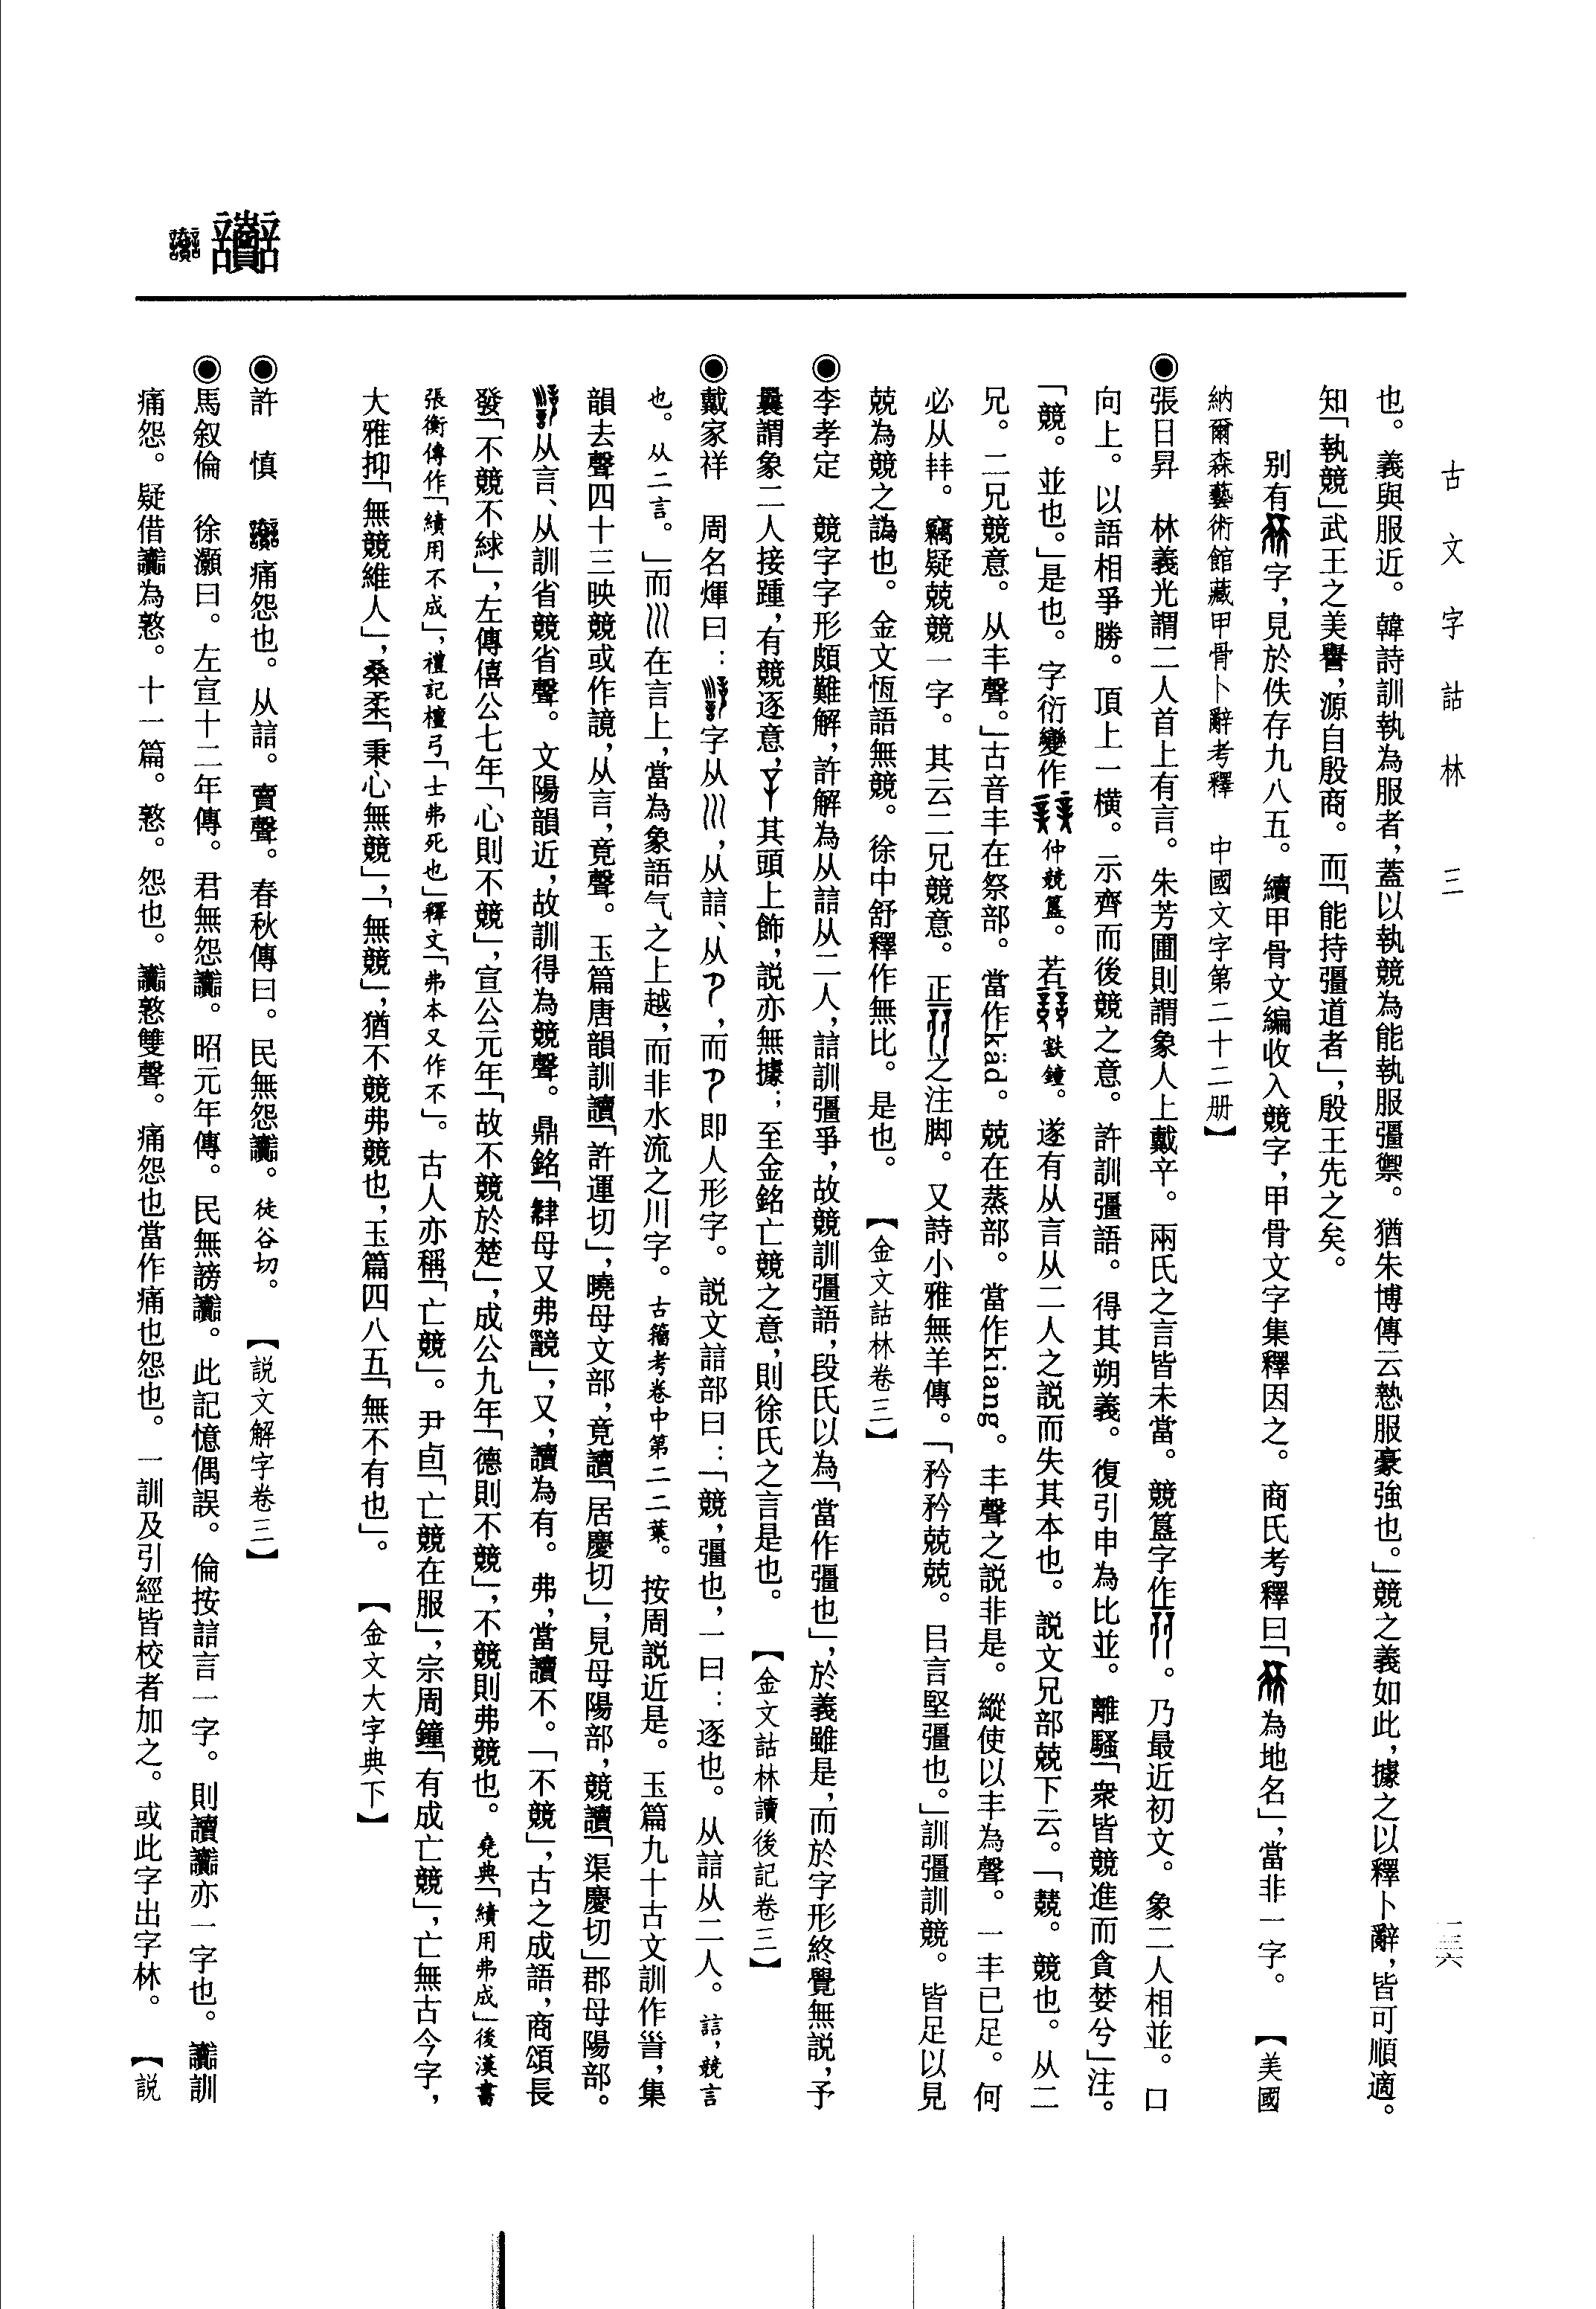 古文字詁林　三
也。義與服近。韓詩訓執為服者，蓋以執競為能執服彊禦。猶朱博傳云慹服豪強也。」競之義如此，據之以釋卜辭，皆可順適。
知「執競」武王之美譽，源自殷商。而「能持彊道者」，殷王先之矣。
别有字，見於佚存九八五。續甲骨文編收入競字，甲骨文字集釋因之。商氏考釋曰「為地名」，當非一字。　【美國
納爾森藝術館藏甲骨卜辭考釋　中國文字第二十二册】
◉張日昇　林義光謂二人首上有言。朱芳圃則謂象人上戴䇂。兩氏之言皆未當。競簋字作。乃最近初文。象二人相並。口
向上。以語相爭勝。頂上一横。示齊而後競之意。許訓彊語。得其朔義。復引申為比並。離騷「衆皆競進而貪婪兮」注。
「競。並也。」是也。字衍變作仲競簋。若㝬鐘。遂有从言从二人之説而失其本也。説文兄部兢下云。「兢。競也。从二
兄。二兄競意。从丰聲。」古音丰在祭部。當作käd。兢在蒸部。當作kiang。丰聲之説非是。縱使以丰為聲。一丰已足。何
必从丰丰。竊疑兢競一字。其云二兄競意。正之注脚。又詩小雅無羊傳。「矜矜兢兢。㠯言堅彊也。」訓彊訓競。皆足以見
兢為競之譌也。金文恆語無競。徐中舒釋作無比。是也。　【金文詁林卷三】
◉李孝定　競字字形頗難解，許解為从誩从二人，誩訓彊爭，故競訓彊語，段氏以為「當作彊也」，於義雖是，而於字形終覺無説，予
曩謂象二人接踵，有競逐意，其頭上飾，説亦無據；至金銘亡競之意，則徐氏之言是也。　【金文詁林讀後記卷三】
◉戴家祥　周名煇曰：字从巛，从誩、从，而即人形字。説文誩部曰：「競，彊也，一曰：逐也。从誩从二人。誩，競言
也。从二言。」而巛在言上，當為象語气之上越，而非水流之川字。古籀考卷中第二二葉。按周説近是。玉篇九十古文訓作𧥣，集
韻去聲四十三映競或作誩，从言，竟聲。玉篇唐韻訓讀「許運切」，曉母文部，竟讀「居慶切」，見母陽部，競讀「渠慶切」郡母陽部。
从言、从訓省競省聲。文陽韻近，故訓得為競聲。鼎銘「肆母又弗」，又，讀為有。弗，當讀不。「不競」，古之成語，商頌長
發「不競不絿」，左傳僖公七年「心則不競」，宣公元年「故不競於楚」，成公九年「德則不競」，不競則弗競也。堯典「績用弗成」後漢書
張衡傳作「績用不成」，禮記檀弓「士弗死也」釋文「弗本又作不」。古人亦稱「亡競」。尹卣「亡競在服」，宗周鐘「有成亡競」，亡無古今字，
大雅抑「無競維人」，桑柔「秉心無競」，「無競」，猶不競弗競也，玉篇四八五「無不有也」。　【金文大字典下】
讟
◉許　慎　讟痛怨也。从誩。賣聲。春秋傳曰。民無怨讟。徒谷切。　【説文解字卷三】
◉馬叙倫　徐灝曰。左宣十二年傳。君無怨讟。昭元年傳。民無謗讟。此記憶偶誤。倫按誩言一字。則讀讟亦一字也。讟訓
痛怨。疑借讟為憝。十一篇。憝。怨也。讟憝雙聲。痛怨也當作痛也怨也。一訓及引經皆校者加之。或此字出字林。　【説